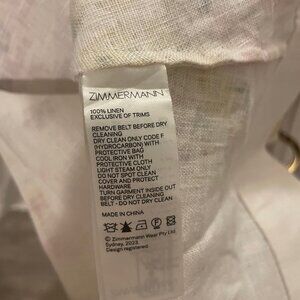 ZIMMERMANN
100% LINEN
EXCLUSIVE OF TRIMS
REMOVE BELT BEFORE DRY
CLEANING
DRY CLEAN ONLY CODE F
(HYDROCARBON) WITH
PROTECTIVE BAG
COOL IRON WITH
PROTECTIVE CLOTH
LIGHT STEAM ONLY
DO NOT SPOT CLEAN
COVER AND PROTECT
HARDWARE
TURN GARMENT INSIDE OUT
BEFORE DRY CLEANING
BELT - DO NOT DRY CLEAN
MADE IN CHINA
F
© Zimmermann Wear Pty Ltd
Sydney, 2023.
Design registered.